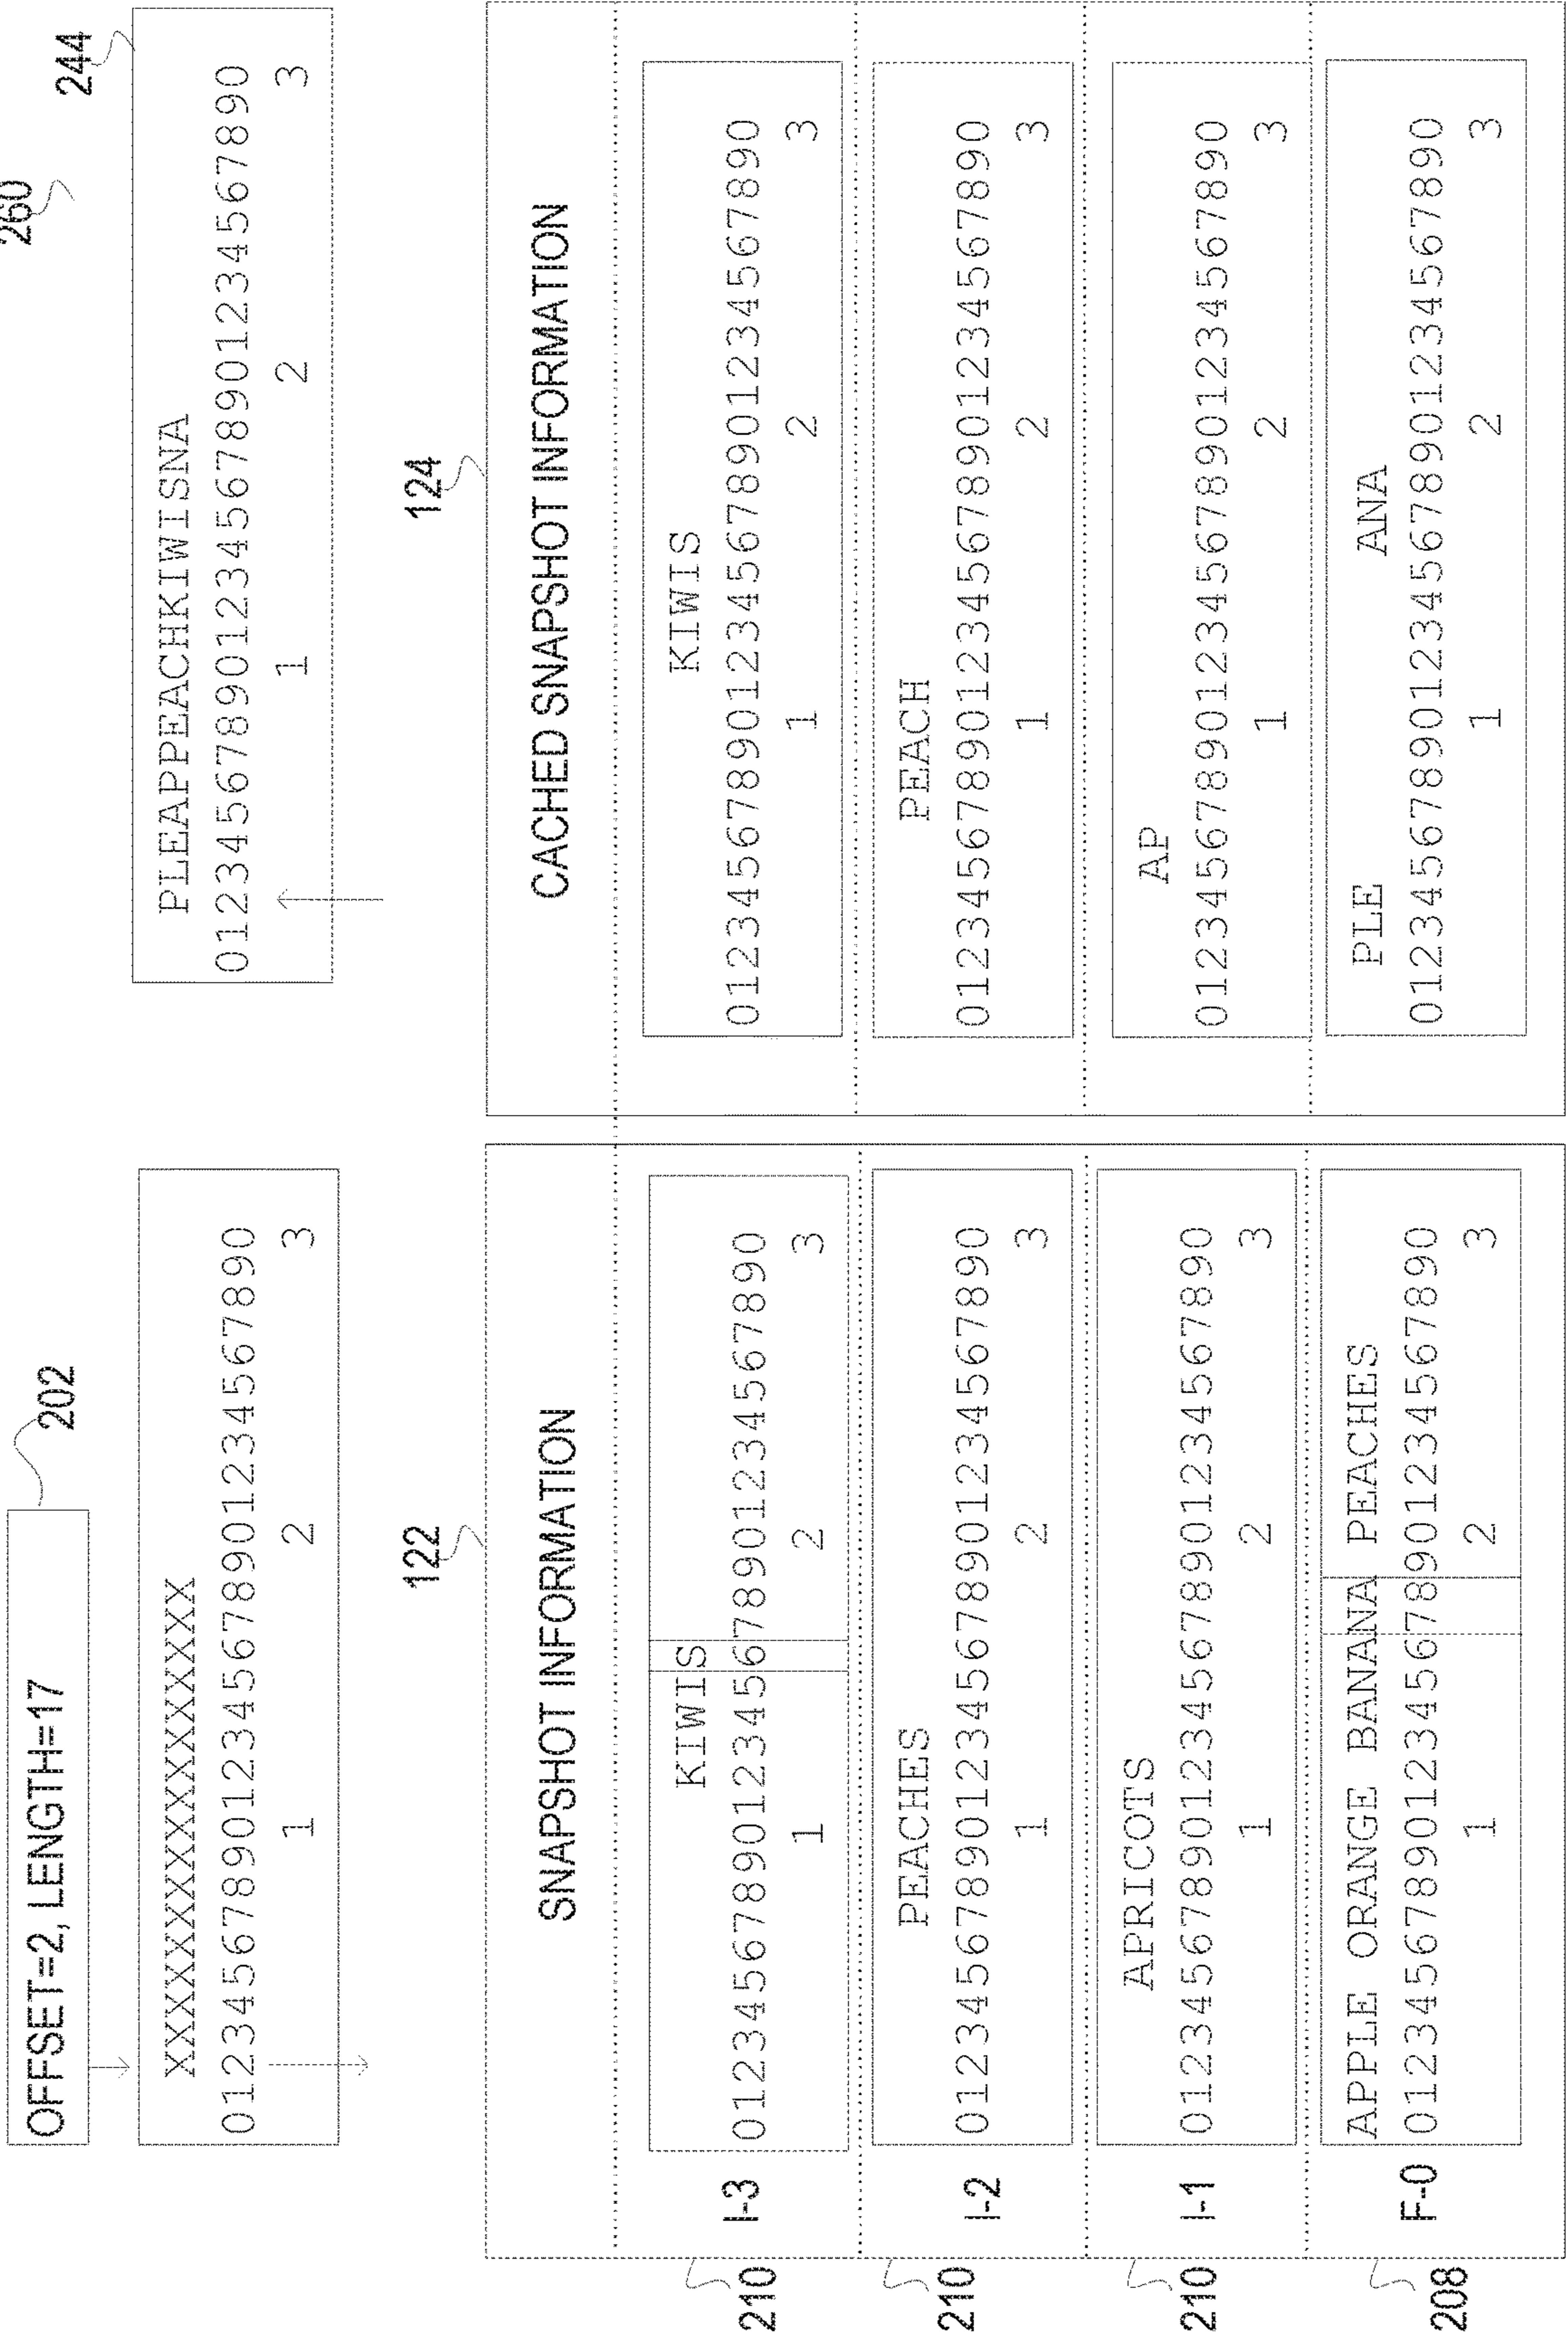 260
OFFSET=2, LENGTH=17
202
244
XXXXXXXXXXXXXXXXX
0123456789012345678901234567890
1 2 3
PLEAPPEACHKIWISNA
0123456789012345678901234567890
1 2 3
122
124
SNAPSHOT INFORMATION
CACHED SNAPSHOT INFORMATION
210
I-3
KIWIS
0123456789012345678901234567890
1 2 3
KIWIS
0123456789012345678901234567890
1 2 3
210
I-2
PEACHES
0123456789012345678901234567890
1 2 3
PEACH
0123456789012345678901234567890
1 2 3
210
I-1
APRICOTS
0123456789012345678901234567890
1 2 3
AP
0123456789012345678901234567890
1 2 3
208
F-0
APPLE ORANGE BANANA PEACHES
0123456789012345678901234567890
1 2 3
PLE ANA
0123456789012345678901234567890
1 2 3